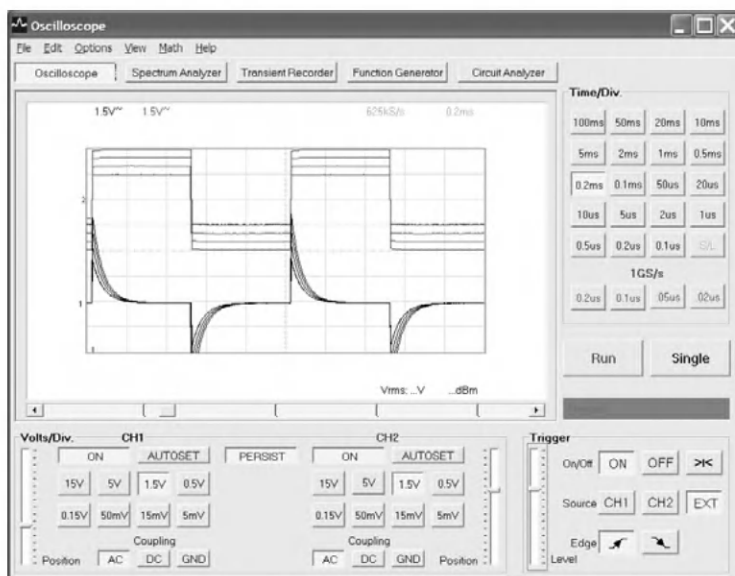 Oscilloscope
File Edit Options View Math Help
Oscilloscope Spectrum Analyzer Transient Recorder Function Generator Circuit Analyzer
1.5V~ 1.5V~ 625kS/s 0.2ms
2
1
1
Vrms: ...V ...dBm
Time/Div.
100ms 50ms 20ms 10ms
5ms 2ms 1ms 0.5ms
0.2ms 0.1ms 50us 20us
10us 5us 2us 1us
0.5us 0.2us 0.1us S/L
1GS/s
0.2us 0.1us .05us .02us
Run Single
Volts/Div. CH1 CH2
ON AUTOSET PERSIST ON AUTOSET
15V 5V 1.5V 0.5V 15V 5V 1.5V 0.5V
0.15V 50mV 15mV 5mV 0.15V 50mV 15mV 5mV
Coupling Coupling
Position AC DC GND AC DC GND Position
Trigger
On/Off ON OFF
Source CH1 CH2 EXT
Edge
Level